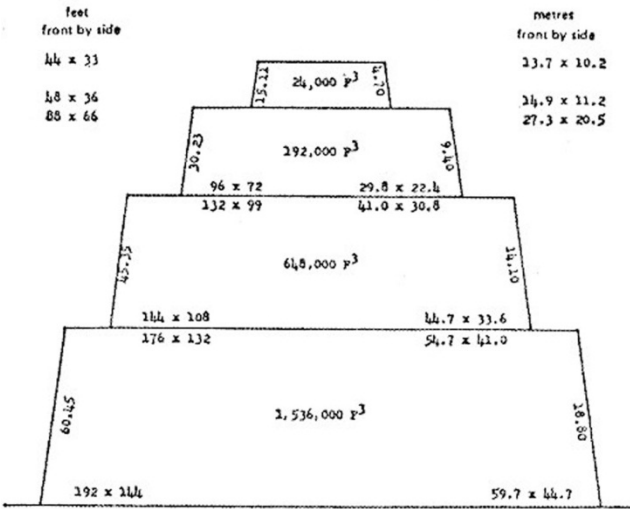 feet metres
front by side front by side
44 x 33 13.7 x 10.2
15.11 24,000 F³ 4.70
48 x 36 14.9 x 11.2
88 x 66 27.3 x 20.5
30.23 192,000 F³ 9.40
96 x 72 29.8 x 22.4
132 x 99 41.0 x 30.8
45.35 648,000 F³ 14.10
144 x 108 44.7 x 33.6
176 x 132 54.7 x 41.0
60.45 1,536,000 F³ 18.80
192 x 144 59.7 x 44.7